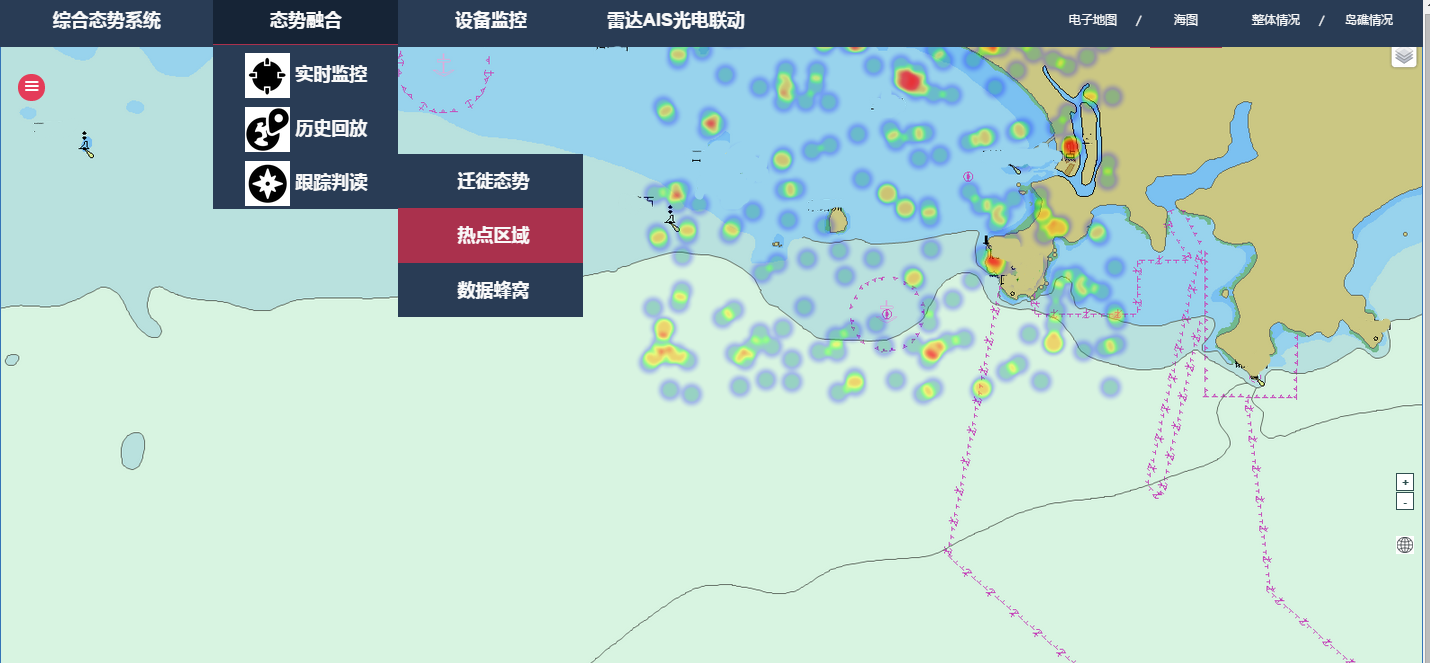 综合态势系统
态势融合
设备监控
雷达AIS光电联动
电子地图 / 海图
整体情况 / 岛礁情况
实时监控
历史回放
跟踪判读
迁徙态势
热点区域
数据蜂窝
+
-